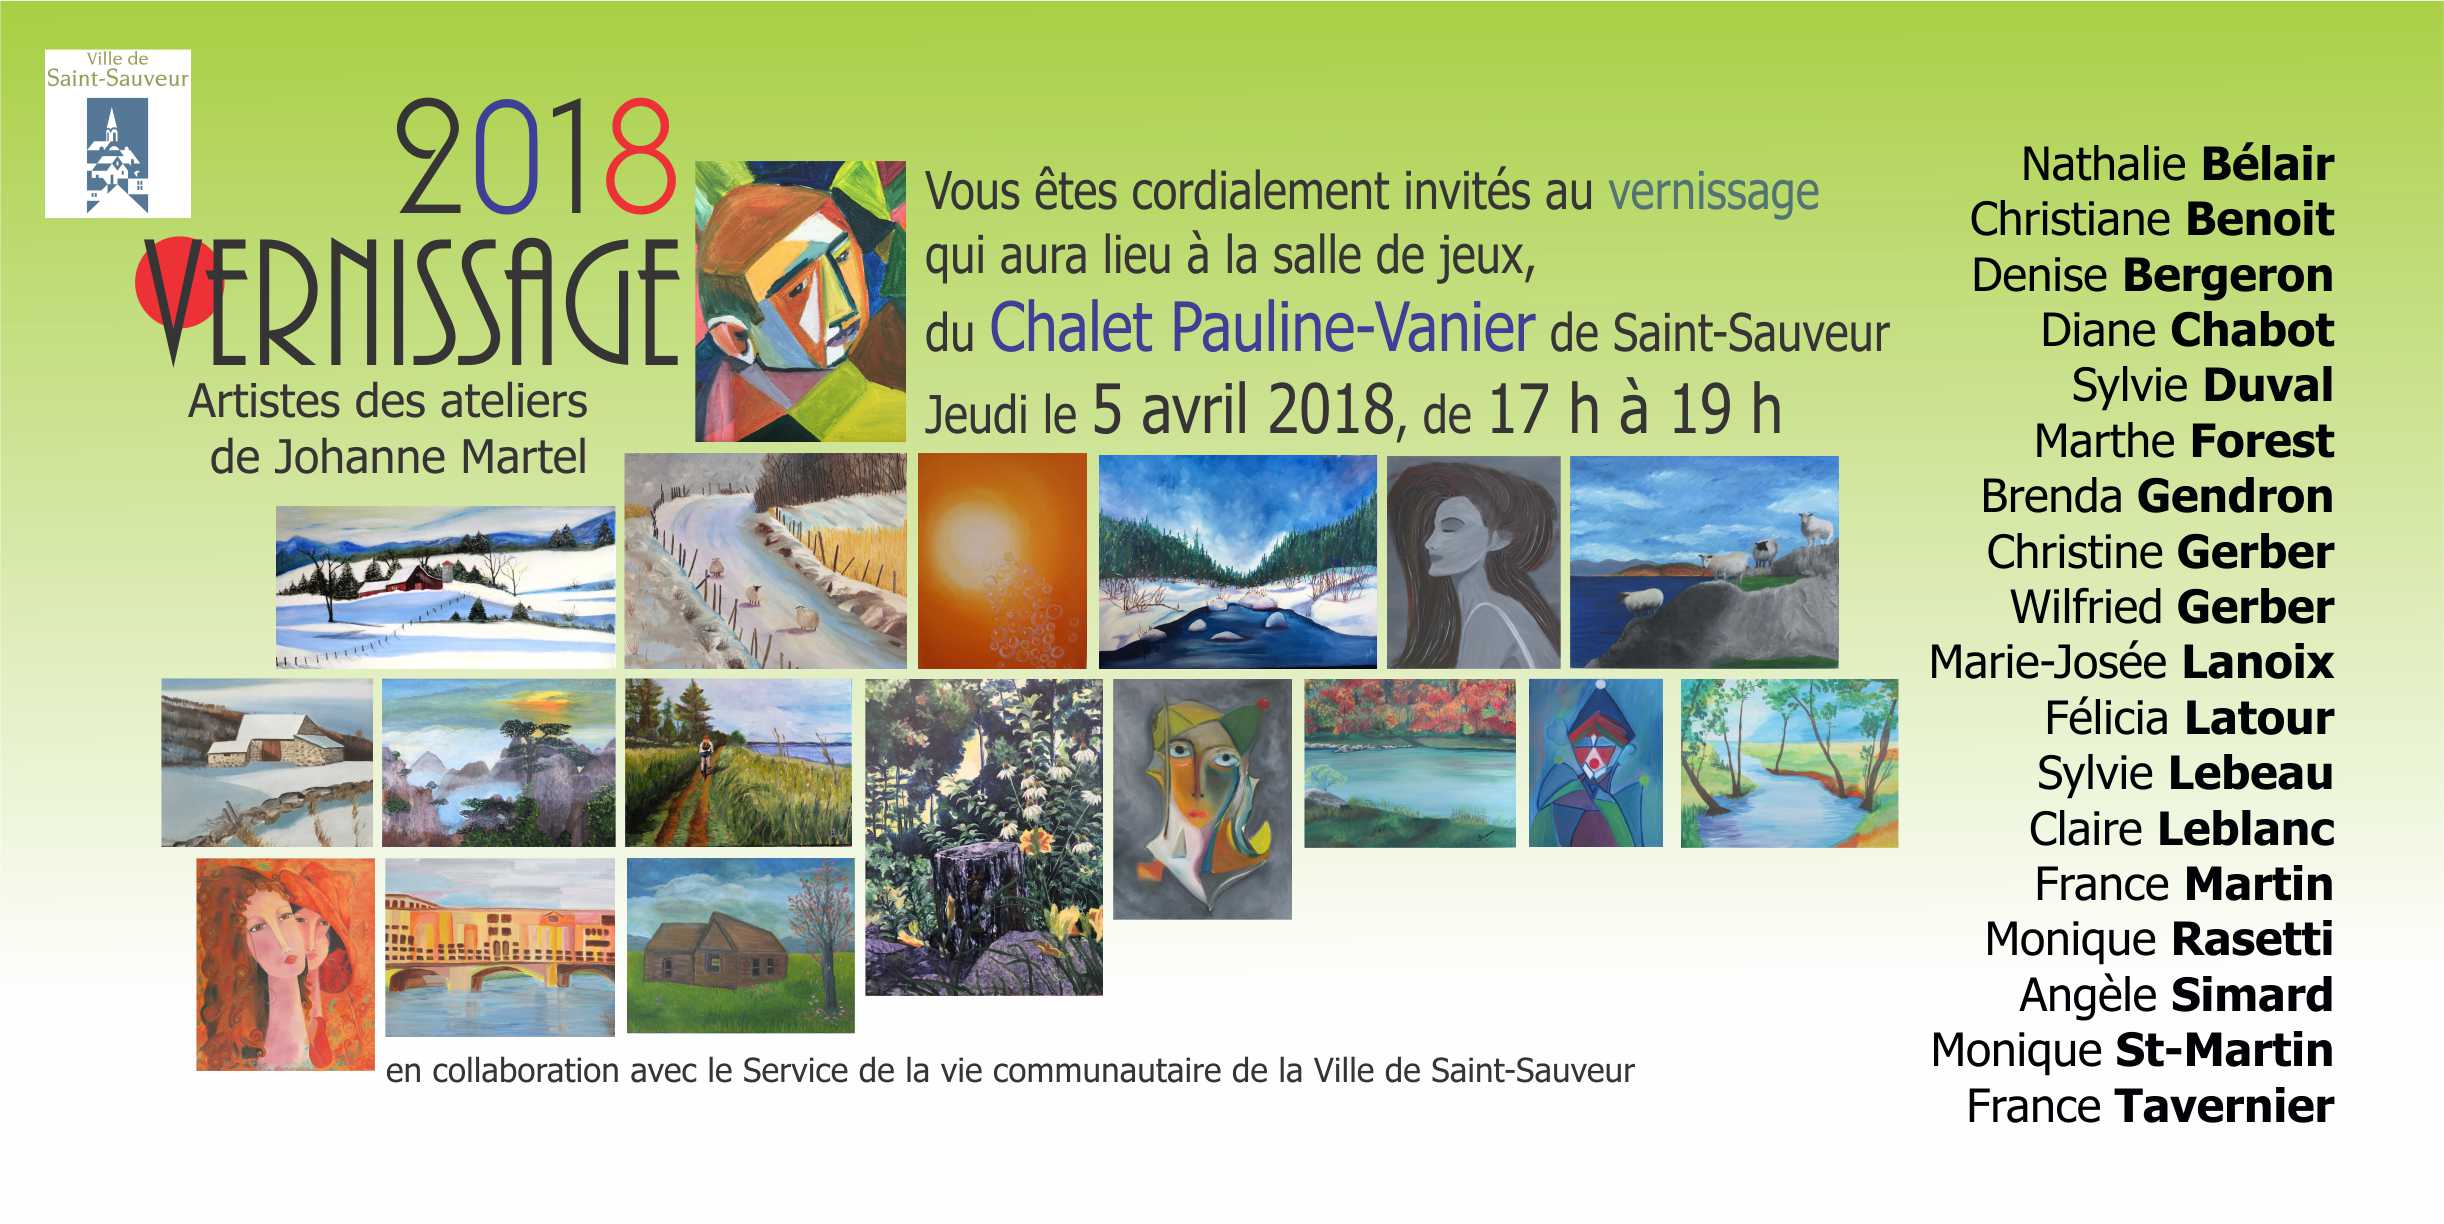 Ville de
Saint-Sauveur
2018
VERNISSAGE
Artistes des ateliers
de Johanne Martel
Vous êtes cordialement invités au vernissage
qui aura lieu à la salle de jeux,
du Chalet Pauline-Vanier de Saint-Sauveur
Jeudi le 5 avril 2018, de 17 h à 19 h
Nathalie Bélair
Christiane Benoit
Denise Bergeron
Diane Chabot
Sylvie Duval
Marthe Forest
Brenda Gendron
Christine Gerber
Wilfried Gerber
Marie-Josée Lanoix
Félicia Latour
Sylvie Lebeau
Claire Leblanc
France Martin
Monique Rasetti
Angèle Simard
Monique St-Martin
France Tavernier
en collaboration avec le Service de la vie communautaire de la Ville de Saint-Sauveur